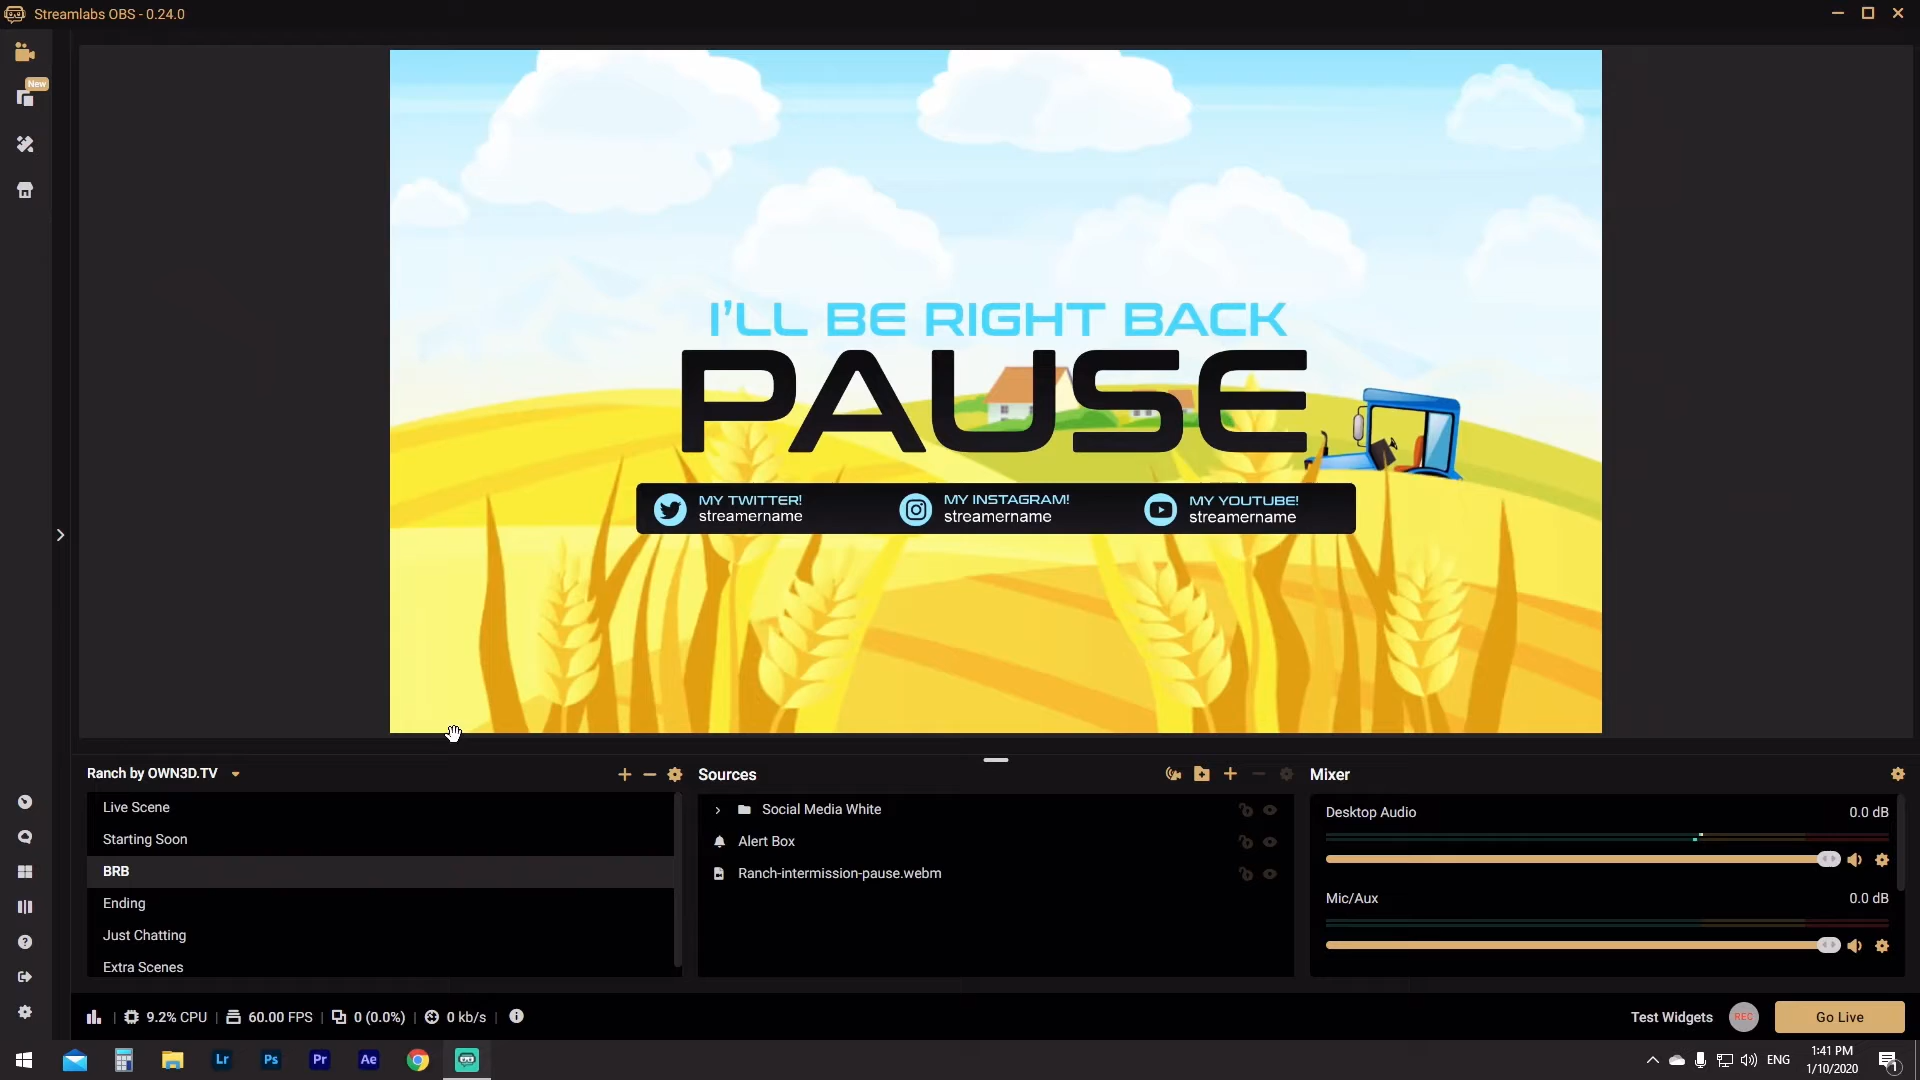 Streamlabs OBS - 0.24.0
New
I'LL BE RIGHT BACK
PAUSE
MY TWITTER!
streamername
MY INSTAGRAM!
streamername
MY YOUTUBE!
streamername
Ranch by OWN3D.TV
Live Scene
Starting Soon
BRB
Ending
Just Chatting
Extra Scenes
Sources
Social Media White
Alert Box
Ranch-intermission-pause.webm
Mixer
Desktop Audio 0.0 dB
Mic/Aux 0.0 dB
9.2% CPU 60.00 FPS 0 (0.0%) 0 kb/s
Test Widgets REC Go Live
Lr Ps Pr Ae
ENG
1:41 PM
1/10/2020
1